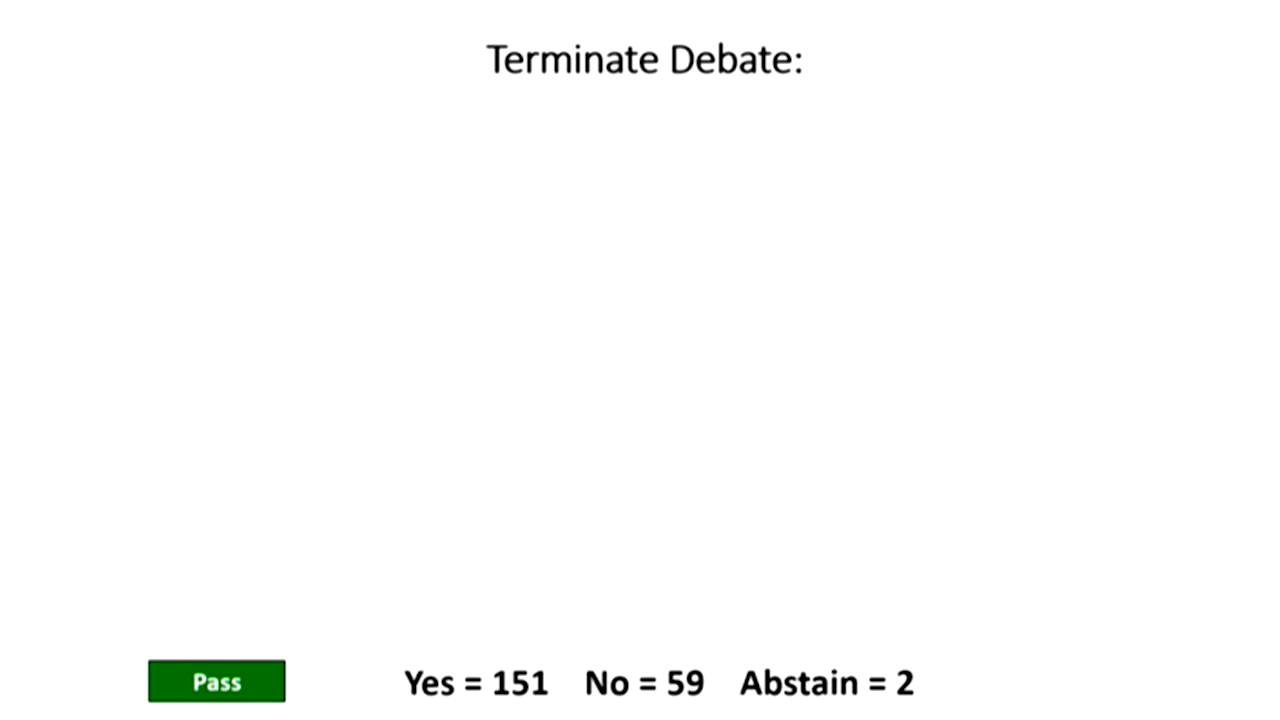 Terminate Debate:
Pass Yes = 151 No = 59 Abstain = 2